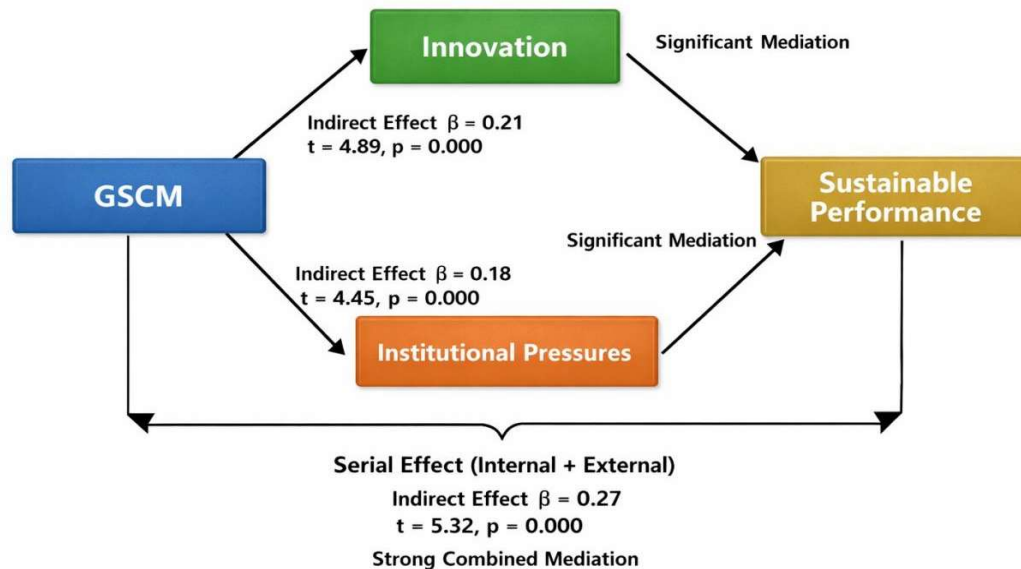 Innovation
Significant Mediation
Indirect Effect β = 0.21
t = 4.89, p = 0.000
GSCM
Sustainable
Performance
Significant Mediation
Indirect Effect β = 0.18
t = 4.45, p = 0.000
Institutional Pressures
Serial Effect (Internal + External)
Indirect Effect β = 0.27
t = 5.32, p = 0.000
Strong Combined Mediation